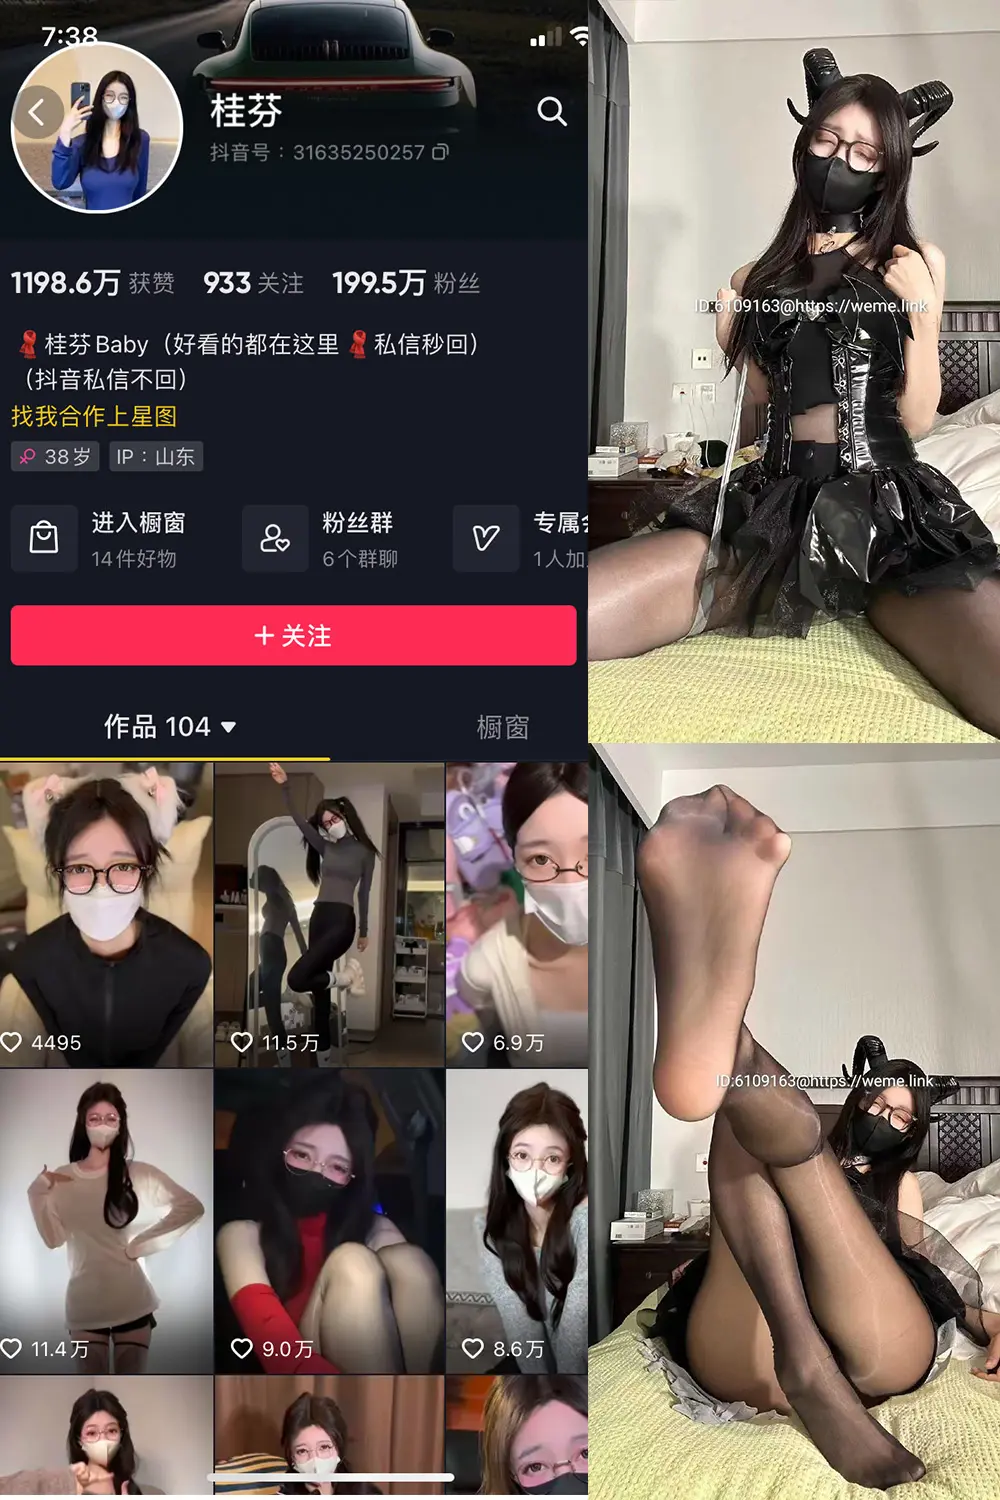 7:38
桂芬
抖音号：31635250257
1198.6万 获赞 933 关注 199.5万 粉丝
桂芬Baby（好看的都在这里 私信秒回）
（抖音私信不回）
找我合作上星图
38岁 IP：山东
进入橱窗
14件好物
粉丝群
6个群聊
专属会
1人加
+ 关注
作品 104 橱窗
4495 11.5万 6.9万
11.4万 9.0万 8.6万
ID:6109163@https://weme.link
ID:6109163@https://weme.link